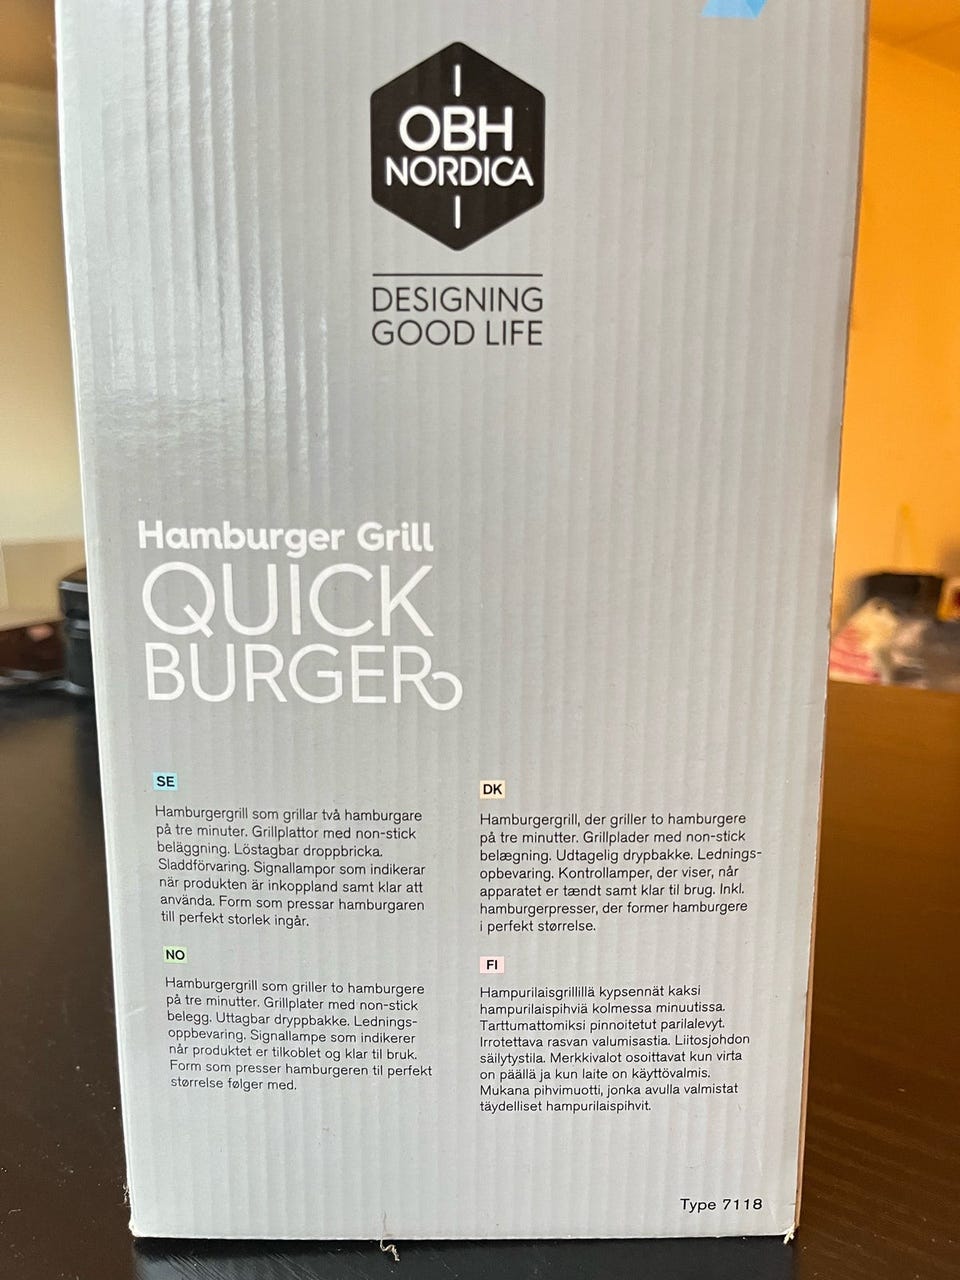 OBH
NORDICA
DESIGNING
GOOD LIFE
Hamburger Grill
QUICK
BURGER
SE
Hamburgergrill som grillar två hamburgare
på tre minuter. Grillplattor med non-stick
beläggning. Löstagbar droppbricka.
Sladdförvaring. Signallampor som indikerar
när produkten är inkoppland samt klar att
använda. Form som pressar hamburgaren
till perfekt storlek ingår.
NO
Hamburgergrill som griller to hamburgere
på tre minutter. Grillplater med non-stick
belegg. Uttagbar dryppbakke. Lednings-
oppbevaring. Signallampe som indikerer
når produktet er tilkoblet og klar til bruk.
Form som presser hamburgeren til perfekt
størrelse følger med.
DK
Hamburgergrill, der griller to hamburgere
på tre minutter. Grillplader med non-stick
belægning. Udtagelig drypbakke. Lednings-
opbevaring. Kontrollamper, der viser, når
apparatet er tændt samt klar til brug. Inkl.
hamburgerpresser, der former hamburgere
i perfekt størrelse.
FI
Hampurilaisgrillillä kypsennät kaksi
hampurilaispihviä kolmessa minuutissa.
Tarttumattomiksi pinnoitetut parilalevyt.
Irrotettava rasvan valumisastia. Liitosjohdon
säilytystila. Merkkivalot osoittavat kun virta
on päällä ja kun laite on käyttövalmis.
Mukana pihvimuotti, jonka avulla valmistat
täydelliset hampurilaispihvit.
Type 7118